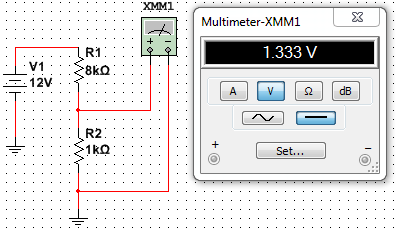 XMM1
R1
8kΩ
V1
12V
R2
1kΩ
Multimeter-XMM1
1.333 V
A
V
Ω
dB
+
Set...
–